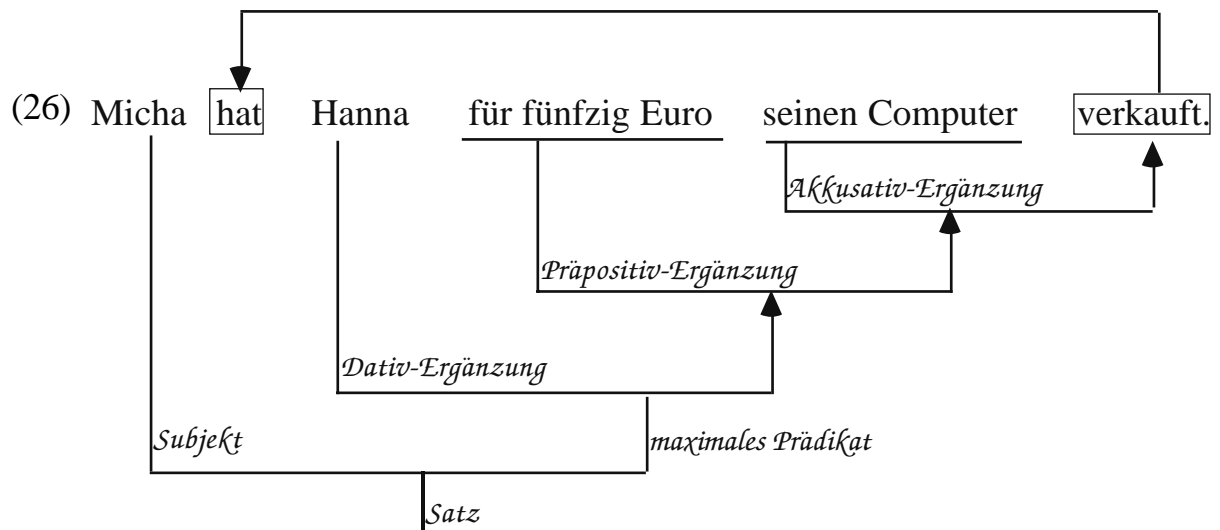 (26) Micha hat Hanna für fünfzig Euro seinen Computer verkauft.
Akkusativ-Ergänzung
Präpositiv-Ergänzung
Dativ-Ergänzung
Subjekt maximales Prädikat
Satz